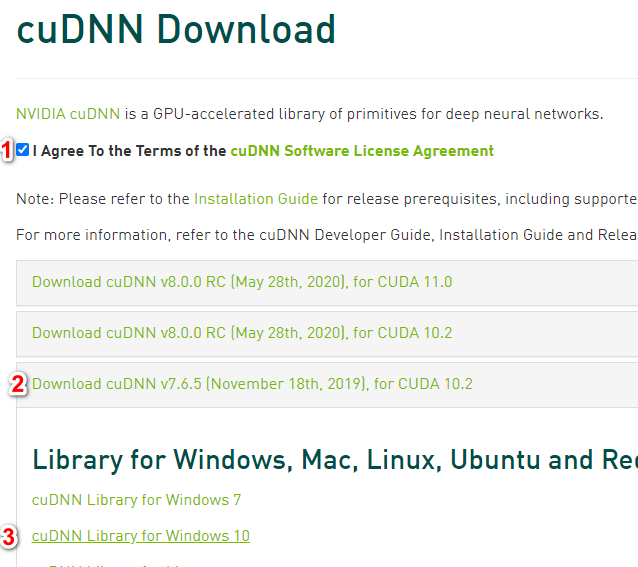 cuDNN Download
NVIDIA cuDNN is a GPU-accelerated library of primitives for deep neural networks.
1 I Agree To the Terms of the cuDNN Software License Agreement
Note: Please refer to the Installation Guide for release prerequisites, including supporte
For more information, refer to the cuDNN Developer Guide, Installation Guide and Relea
Download cuDNN v8.0.0 RC (May 28th, 2020), for CUDA 11.0
Download cuDNN v8.0.0 RC (May 28th, 2020), for CUDA 10.2
2 Download cuDNN v7.6.5 (November 18th, 2019), for CUDA 10.2
Library for Windows, Mac, Linux, Ubuntu and Re
cuDNN Library for Windows 7
3 cuDNN Library for Windows 10